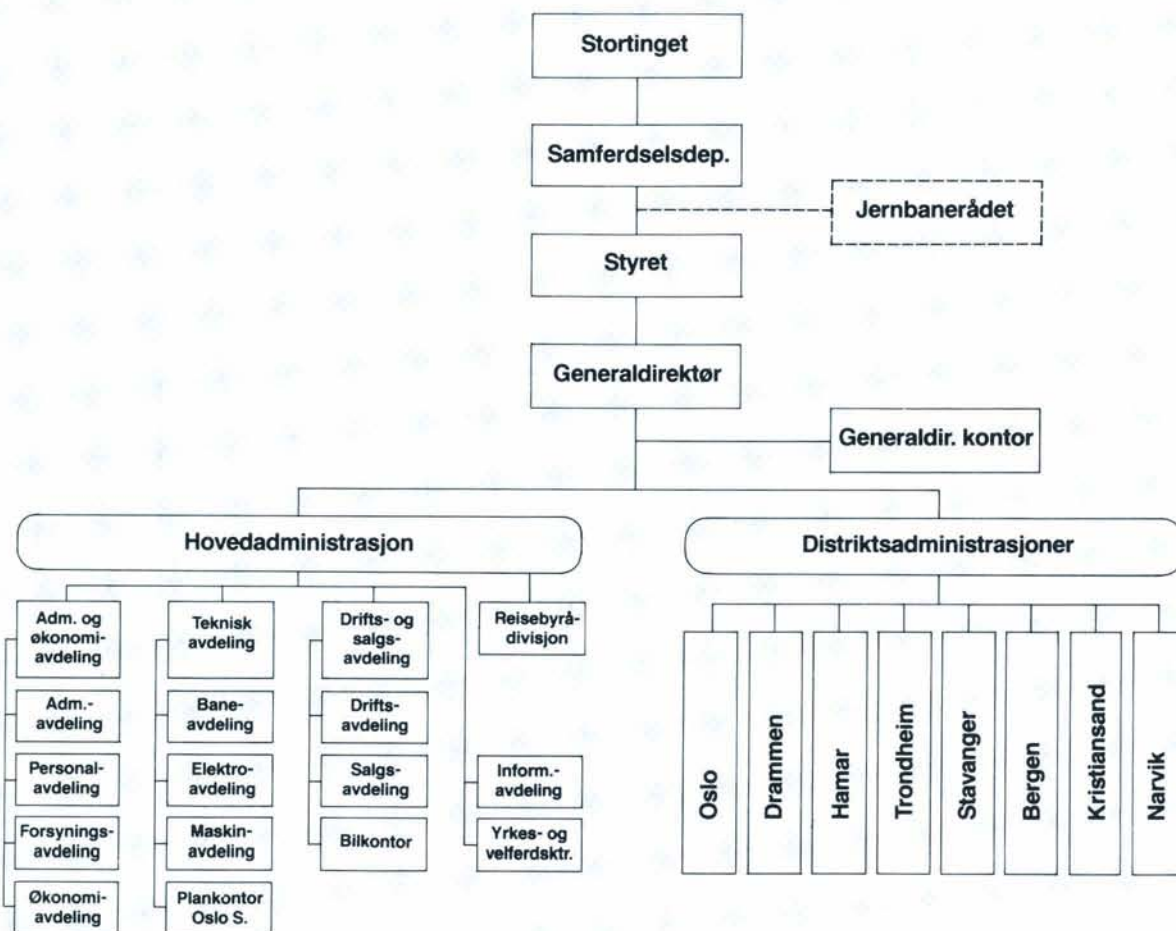 Stortinget
Samferdselsdep.
Jernbanerådet
Styret
Generaldirektør
Generaldir. kontor
Hovedadministrasjon
Distriktsadministrasjoner
Adm. og
økonomi-
avdeling
Adm.-
avdeling
Personal-
avdeling
Forsynings-
avdeling
Økonomi-
avdeling
Teknisk
avdeling
Bane-
avdeling
Elektro-
avdeling
Maskin-
avdeling
Plankontor
Oslo S.
Drifts- og
salgs-
avdeling
Drifts-
avdeling
Salgs-
avdeling
Bilkontor
Reisebyrå-
divisjon
Inform.-
avdeling
Yrkes- og
velferdsktr.
Oslo
Drammen
Hamar
Trondheim
Stavanger
Bergen
Kristiansand
Narvik